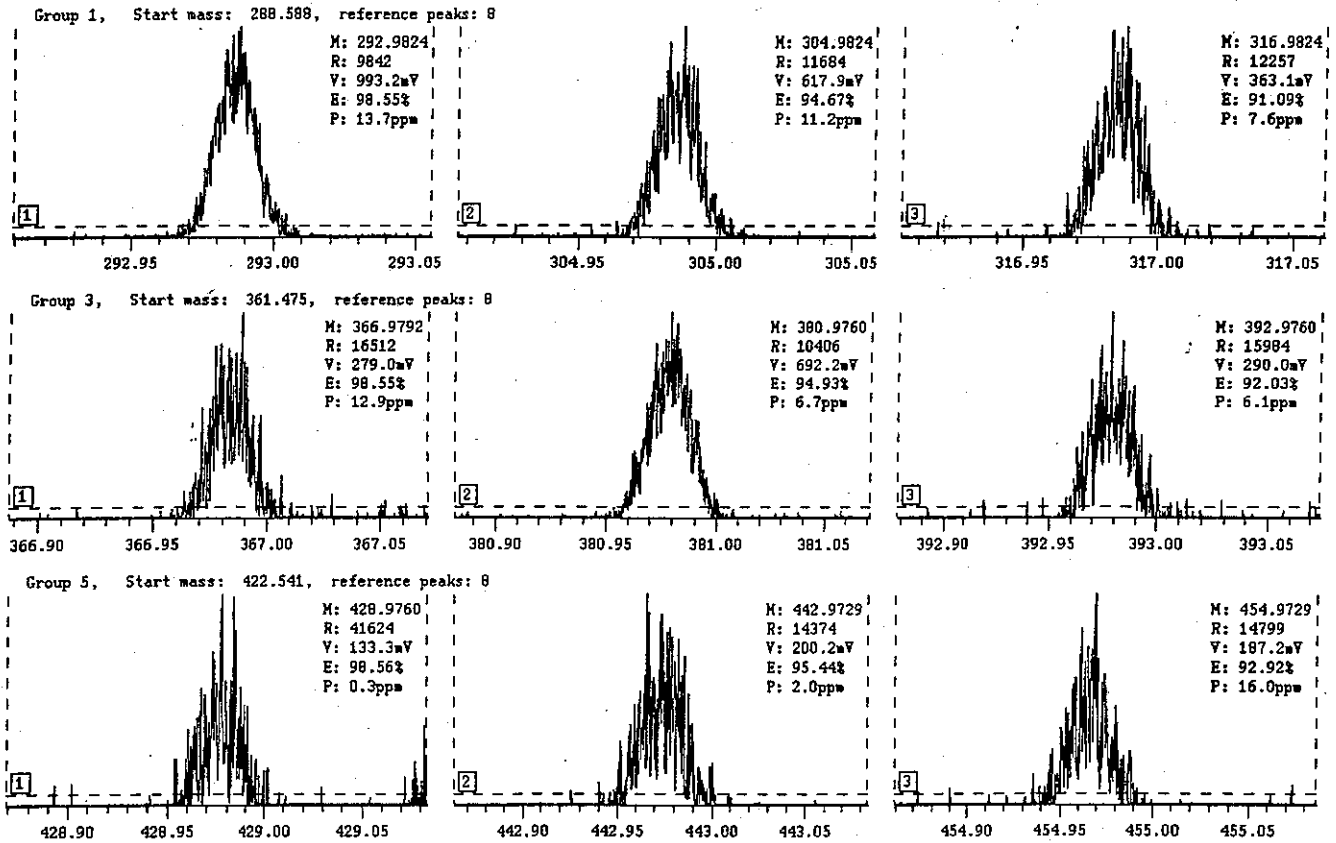 Group 1, Start mass: 288.588, reference peaks: 8
M: 292.9824
R: 9842
V: 993.2mV
E: 98.55%
P: 13.7ppm
1
292.95 293.00 293.05
M: 304.9824
R: 11684
V: 617.9mV
E: 94.67%
P: 11.2ppm
2
304.95 305.00 305.05
M: 316.9824
R: 12257
V: 363.1mV
E: 91.09%
P: 7.6ppm
3
316.95 317.00 317.05
Group 3, Start mass: 361.475, reference peaks: 8
M: 366.9792
R: 16512
V: 279.0mV
E: 98.55%
P: 12.9ppm
1
366.90 366.95 367.00 367.05
M: 380.9760
R: 10406
V: 692.2mV
E: 94.93%
P: 6.7ppm
2
380.90 380.95 381.00 381.05
M: 392.9760
R: 15984
V: 290.0mV
E: 92.03%
P: 6.1ppm
3
392.90 392.95 393.00 393.05
Group 5, Start mass: 422.541, reference peaks: 8
M: 428.9760
R: 41624
V: 133.3mV
E: 98.56%
P: 0.3ppm
1
428.90 428.95 429.00 429.05
M: 442.9729
R: 14374
V: 200.2mV
E: 95.44%
P: 2.0ppm
2
442.90 442.95 443.00 443.05
M: 454.9729
R: 14799
V: 187.2mV
E: 92.92%
P: 16.0ppm
3
454.90 454.95 455.00 455.05